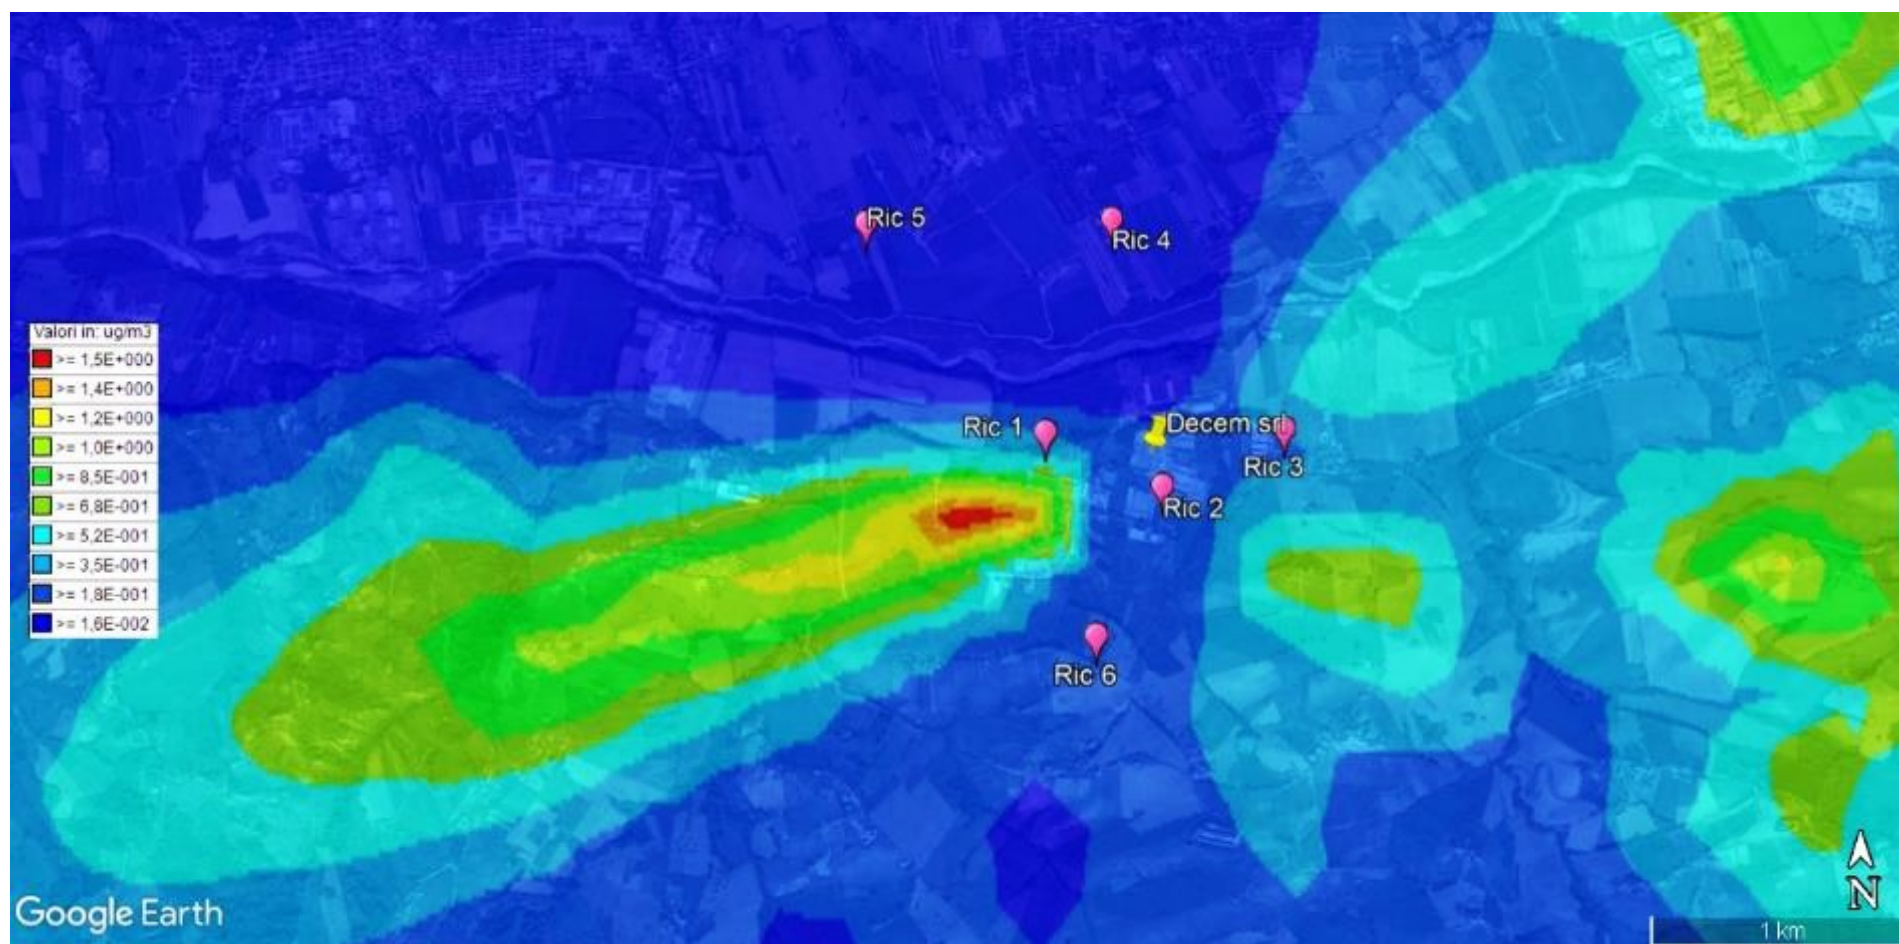 Ric 5
Ric 4
Valori in: ug/m3
>= 1,5E+000
>= 1,4E+000
>= 1,2E+000
>= 1,0E+000
>= 8,5E-001
>= 6,8E-001
>= 5,2E-001
>= 3,5E-001
>= 1,8E-001
>= 1,6E-002
Ric 1
Decem srl
Ric 3
Ric 2
Ric 6
N
Google Earth
1 km